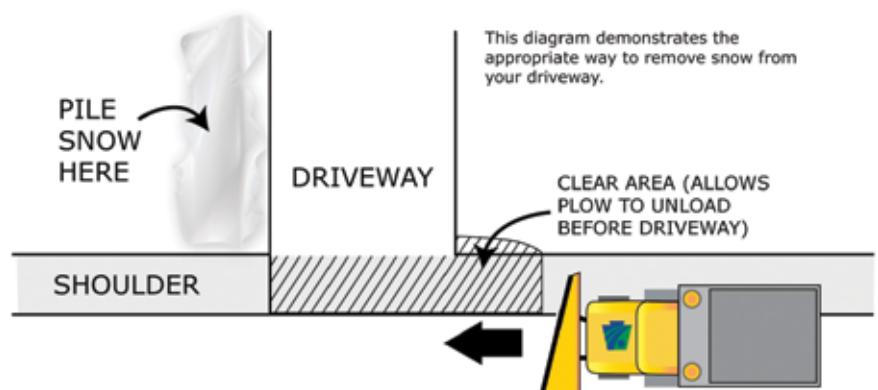 This diagram demonstrates the
appropriate way to remove snow from
your driveway.
PILE
SNOW
HERE
DRIVEWAY
CLEAR AREA (ALLOWS
PLOW TO UNLOAD
BEFORE DRIVEWAY)
SHOULDER